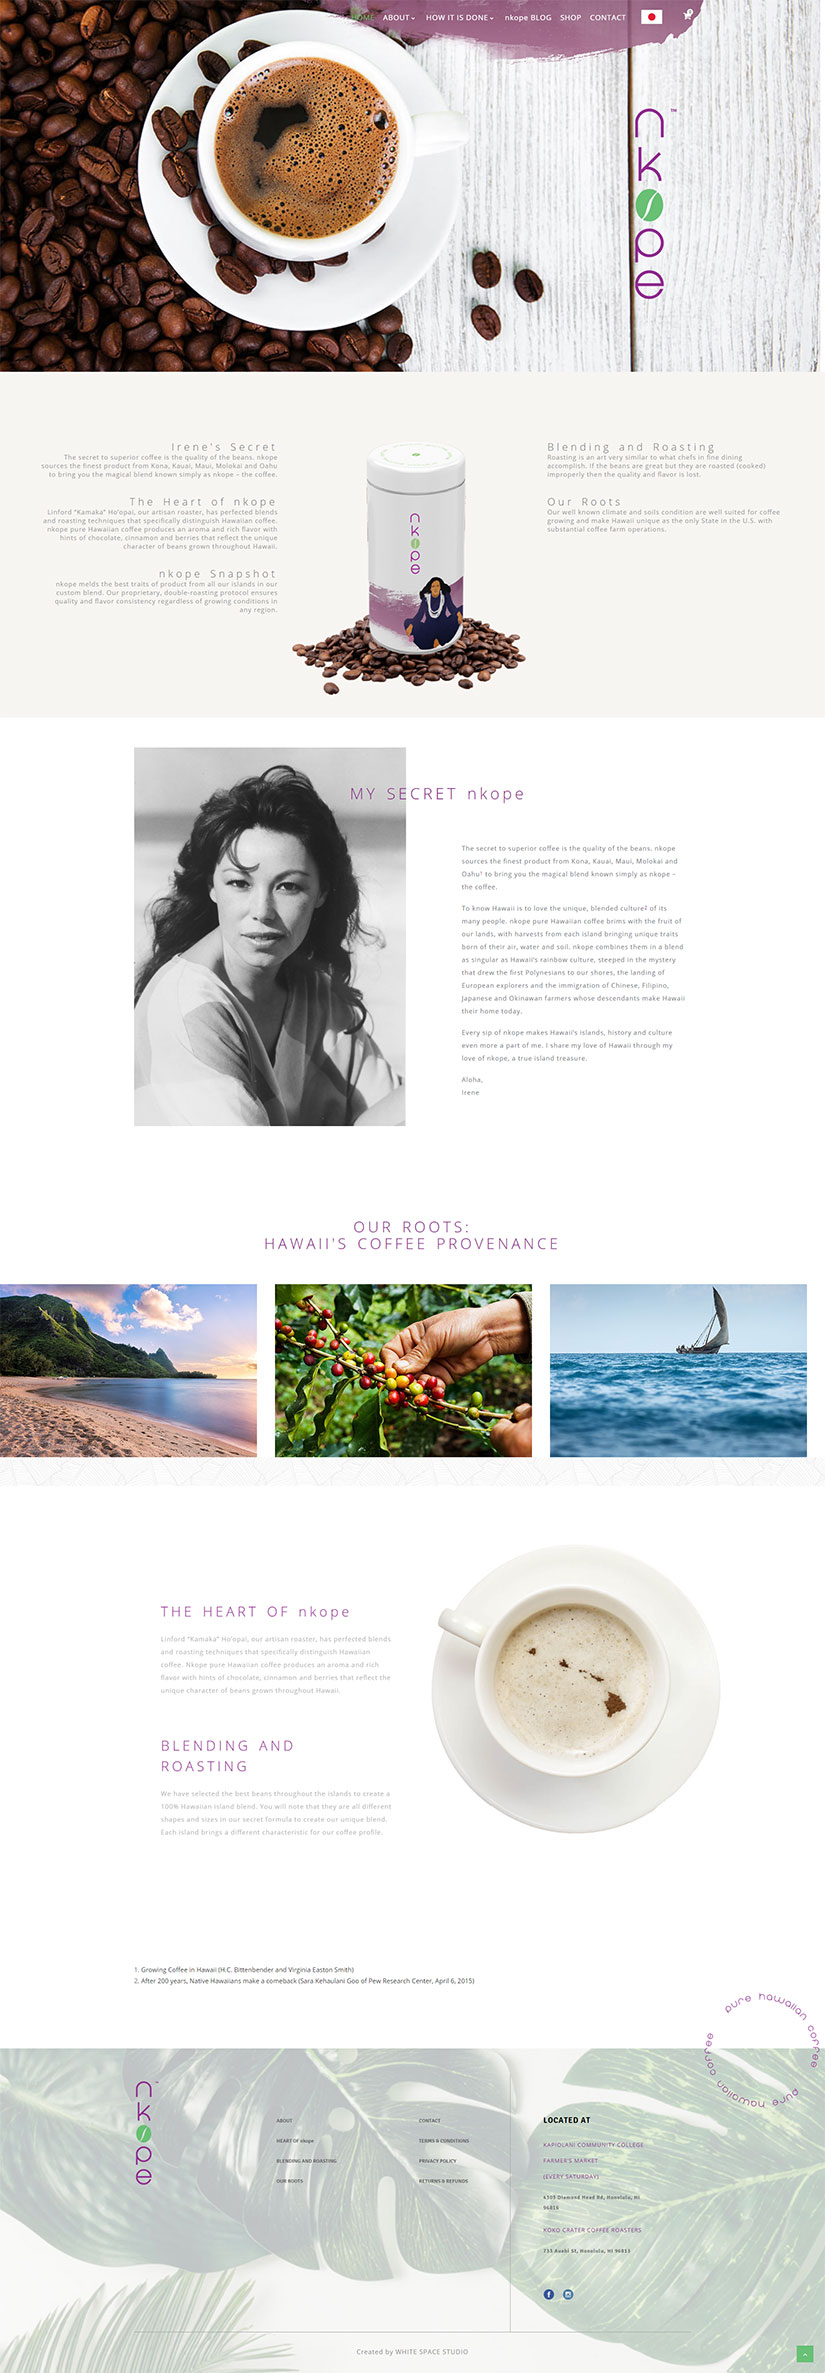 HOME ABOUT HOW IT IS DONE nkope BLOG SHOP CONTACT
0
nkope™
Irene's Secret
The secret to superior coffee is the quality of the beans. nkope
sources the finest product from Kona, Kauai, Maui, Molokai and Oahu
to bring you the magical blend known simply as nkope – the coffee.
The Heart of nkope
Linford "Kamaka" Ho'opai, our artisan roaster, has perfected blends
and roasting techniques that specifically distinguish Hawaiian coffee.
nkope pure Hawaiian coffee produces an aroma and rich flavor with
hints of chocolate, cinnamon and berries that reflect the unique
character of beans grown throughout Hawaii.
nkope Snapshot
nkope melds the best traits of product from all our islands in our
custom blend. Our proprietary, double-roasting protocol ensures
quality and flavor consistency regardless of growing conditions in
any region.
nkope
Blending and Roasting
Roasting is an art very similar to what chefs in fine dining
accomplish. If the beans are great but they are roasted (cooked)
improperly then the quality and flavor is lost.
Our Roots
Our well known climate and soils condition are well suited for coffee
growing and make Hawaii unique as the only State in the U.S. with
substantial coffee farm operations.
MY SECRET nkope
The secret to superior coffee is the quality of the beans. nkope
sources the finest product from Kona, Kauai, Maui, Molokai and
Oahu¹ to bring you the magical blend known simply as nkope –
the coffee.
To know Hawaii is to love the unique, blended culture² of its
many people. nkope pure Hawaiian coffee brims with the fruit of
our lands, with harvests from each island bringing unique traits
born of their air, water and soil. nkope combines them in a blend
as singular as Hawaii's rainbow culture, steeped in the mystery
that drew the first Polynesians to our shores, the landing of
European explorers and the immigration of Chinese, Filipino,
Japanese and Okinawan farmers whose descendants make Hawaii
their home today.
Every sip of nkope makes Hawaii's islands, history and culture
even more a part of me. I share my love of Hawaii through my
love of nkope, a true island treasure.
Aloha,
Irene
OUR ROOTS:
HAWAII'S COFFEE PROVENANCE
THE HEART OF nkope
Linford "Kamaka" Ho'opai, our artisan roaster, has perfected blends
and roasting techniques that specifically distinguish Hawaiian
coffee. Nkope pure Hawaiian coffee produces an aroma and rich
flavor with hints of chocolate, cinnamon and berries that reflect the
unique character of beans grown throughout Hawaii.
BLENDING AND
ROASTING
We have selected the best beans throughout the islands to create a
100% Hawaiian island blend. You will note that they are all different
shapes and sizes in our secret formula to create our unique blend.
Each island brings a different characteristic for our coffee profile.
1. Growing Coffee in Hawaii (H.C. Bittenbender and Virginia Easton Smith)
2. After 200 years, Native Hawaiians make a comeback (Sara Kehaulani Goo of Pew Research Center, April 6, 2015)
pure hawaiian coffee
pure hawaiian coffee
nkope™
ABOUT
HEART OF nkope
BLENDING AND ROASTING
OUR ROOTS
CONTACT
TERMS & CONDITIONS
PRIVACY POLICY
RETURNS & REFUNDS
LOCATED AT
KAPIOLANI COMMUNITY COLLEGE
FARMER'S MARKET
(EVERY SATURDAY)
4303 Diamond Head Rd, Honolulu, HI
96816
KOKO CRATER COFFEE ROASTERS
735 Auahi St, Honolulu, HI 96813
Created by WHITE SPACE STUDIO